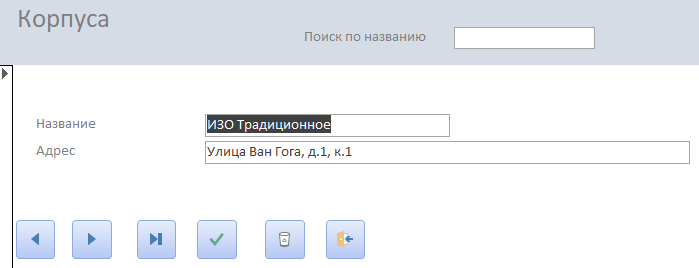 Корпуса
Поиск по названию
Название ИЗО Традиционное
Адрес Улица Ван Гога, д.1, к.1